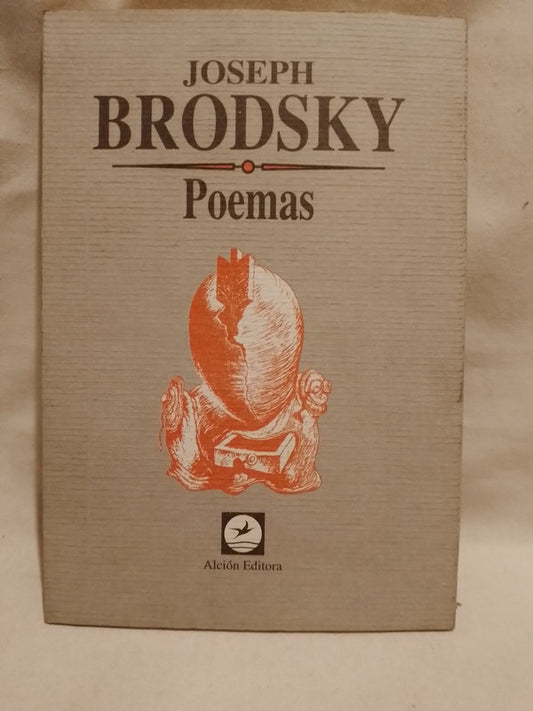 JOSEPH
BRODSKY
Poemas
Alción Editora